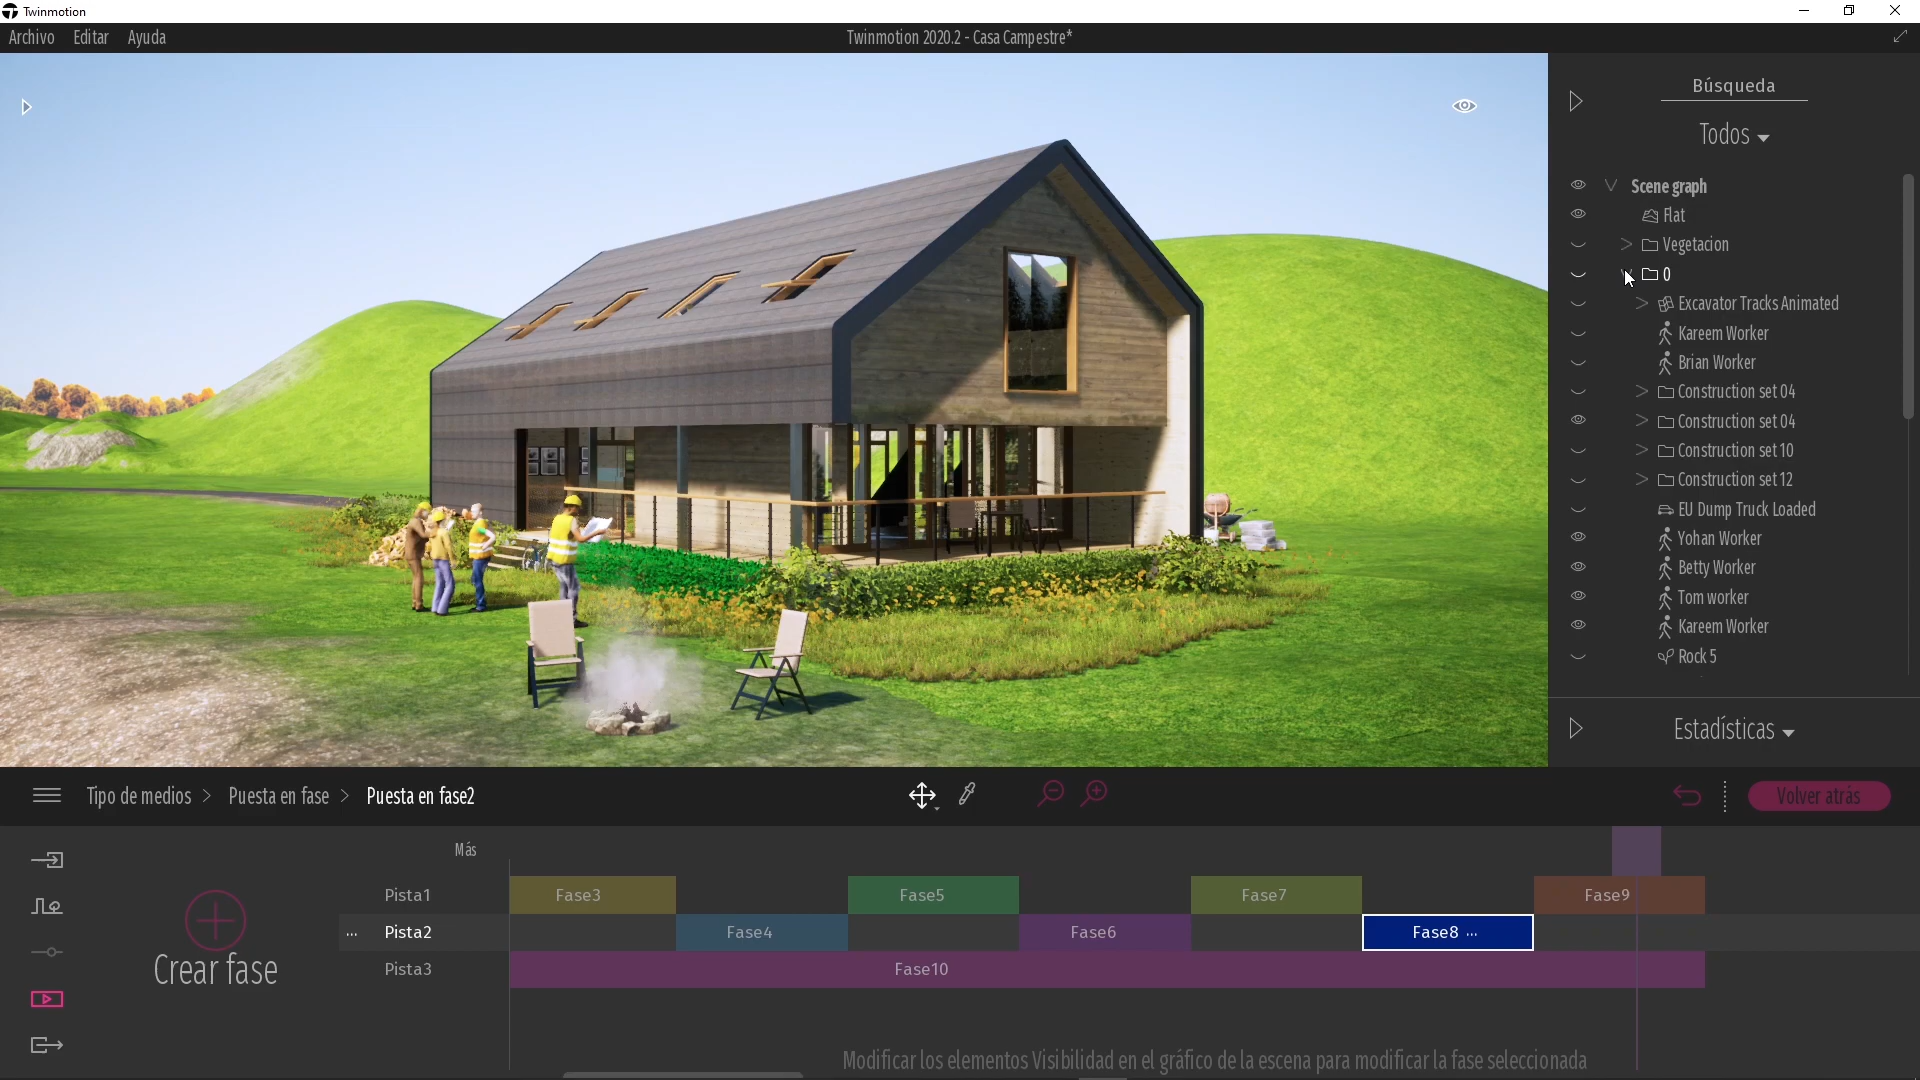 Twinmotion
Archivo Editar Ayuda
Twinmotion 2020.2 - Casa Campestre*
Búsqueda
Todos
Scene graph
Flat
Vegetacion
0
Excavator Tracks Animated
Kareem Worker
Brian Worker
Construction set 04
Construction set 04
Construction set 10
Construction set 12
EU Dump Truck Loaded
Yohan Worker
Betty Worker
Tom worker
Kareem Worker
Rock 5
Estadísticas
Tipo de medios > Puesta en fase > Puesta en fase2
Volver atrás
Más
Crear fase
Pista1 Fase3 Fase5 Fase7 Fase9
... Pista2 Fase4 Fase6 Fase8 ...
Pista3 Fase10
Modificar los elementos Visibilidad en el gráfico de la escena para modificar la fase seleccionada